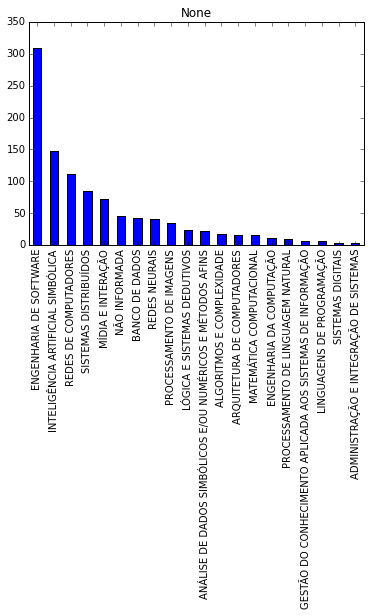 None
350
300
250
200
150
100
50
0
ENGENHARIA DE SOFTWARE
INTELIGÊNCIA ARTIFICIAL SIMBÓLICA
REDES DE COMPUTADORES
SISTEMAS DISTRIBUÍDOS
MÍDIA E INTERAÇÃO
NÃO INFORMADA
BANCO DE DADOS
REDES NEURAIS
PROCESSAMENTO DE IMAGENS
LÓGICA E SISTEMAS DEDUTIVOS
ANÁLISE DE DADOS SIMBÓLICOS E/OU NUMÉRICOS E MÉTODOS AFINS
ALGORITMOS E COMPLEXIDADE
ARQUITETURA DE COMPUTADORES
MATEMÁTICA COMPUTACIONAL
ENGENHARIA DA COMPUTAÇÃO
PROCESSAMENTO DE LINGUAGEM NATURAL
GESTÃO DO CONHECIMENTO APLICADA AOS SISTEMAS DE INFORMAÇÃO
LINGUAGENS DE PROGRAMAÇÃO
SISTEMAS DIGITAIS
ADMINISTRAÇÃO E INTEGRAÇÃO DE SISTEMAS